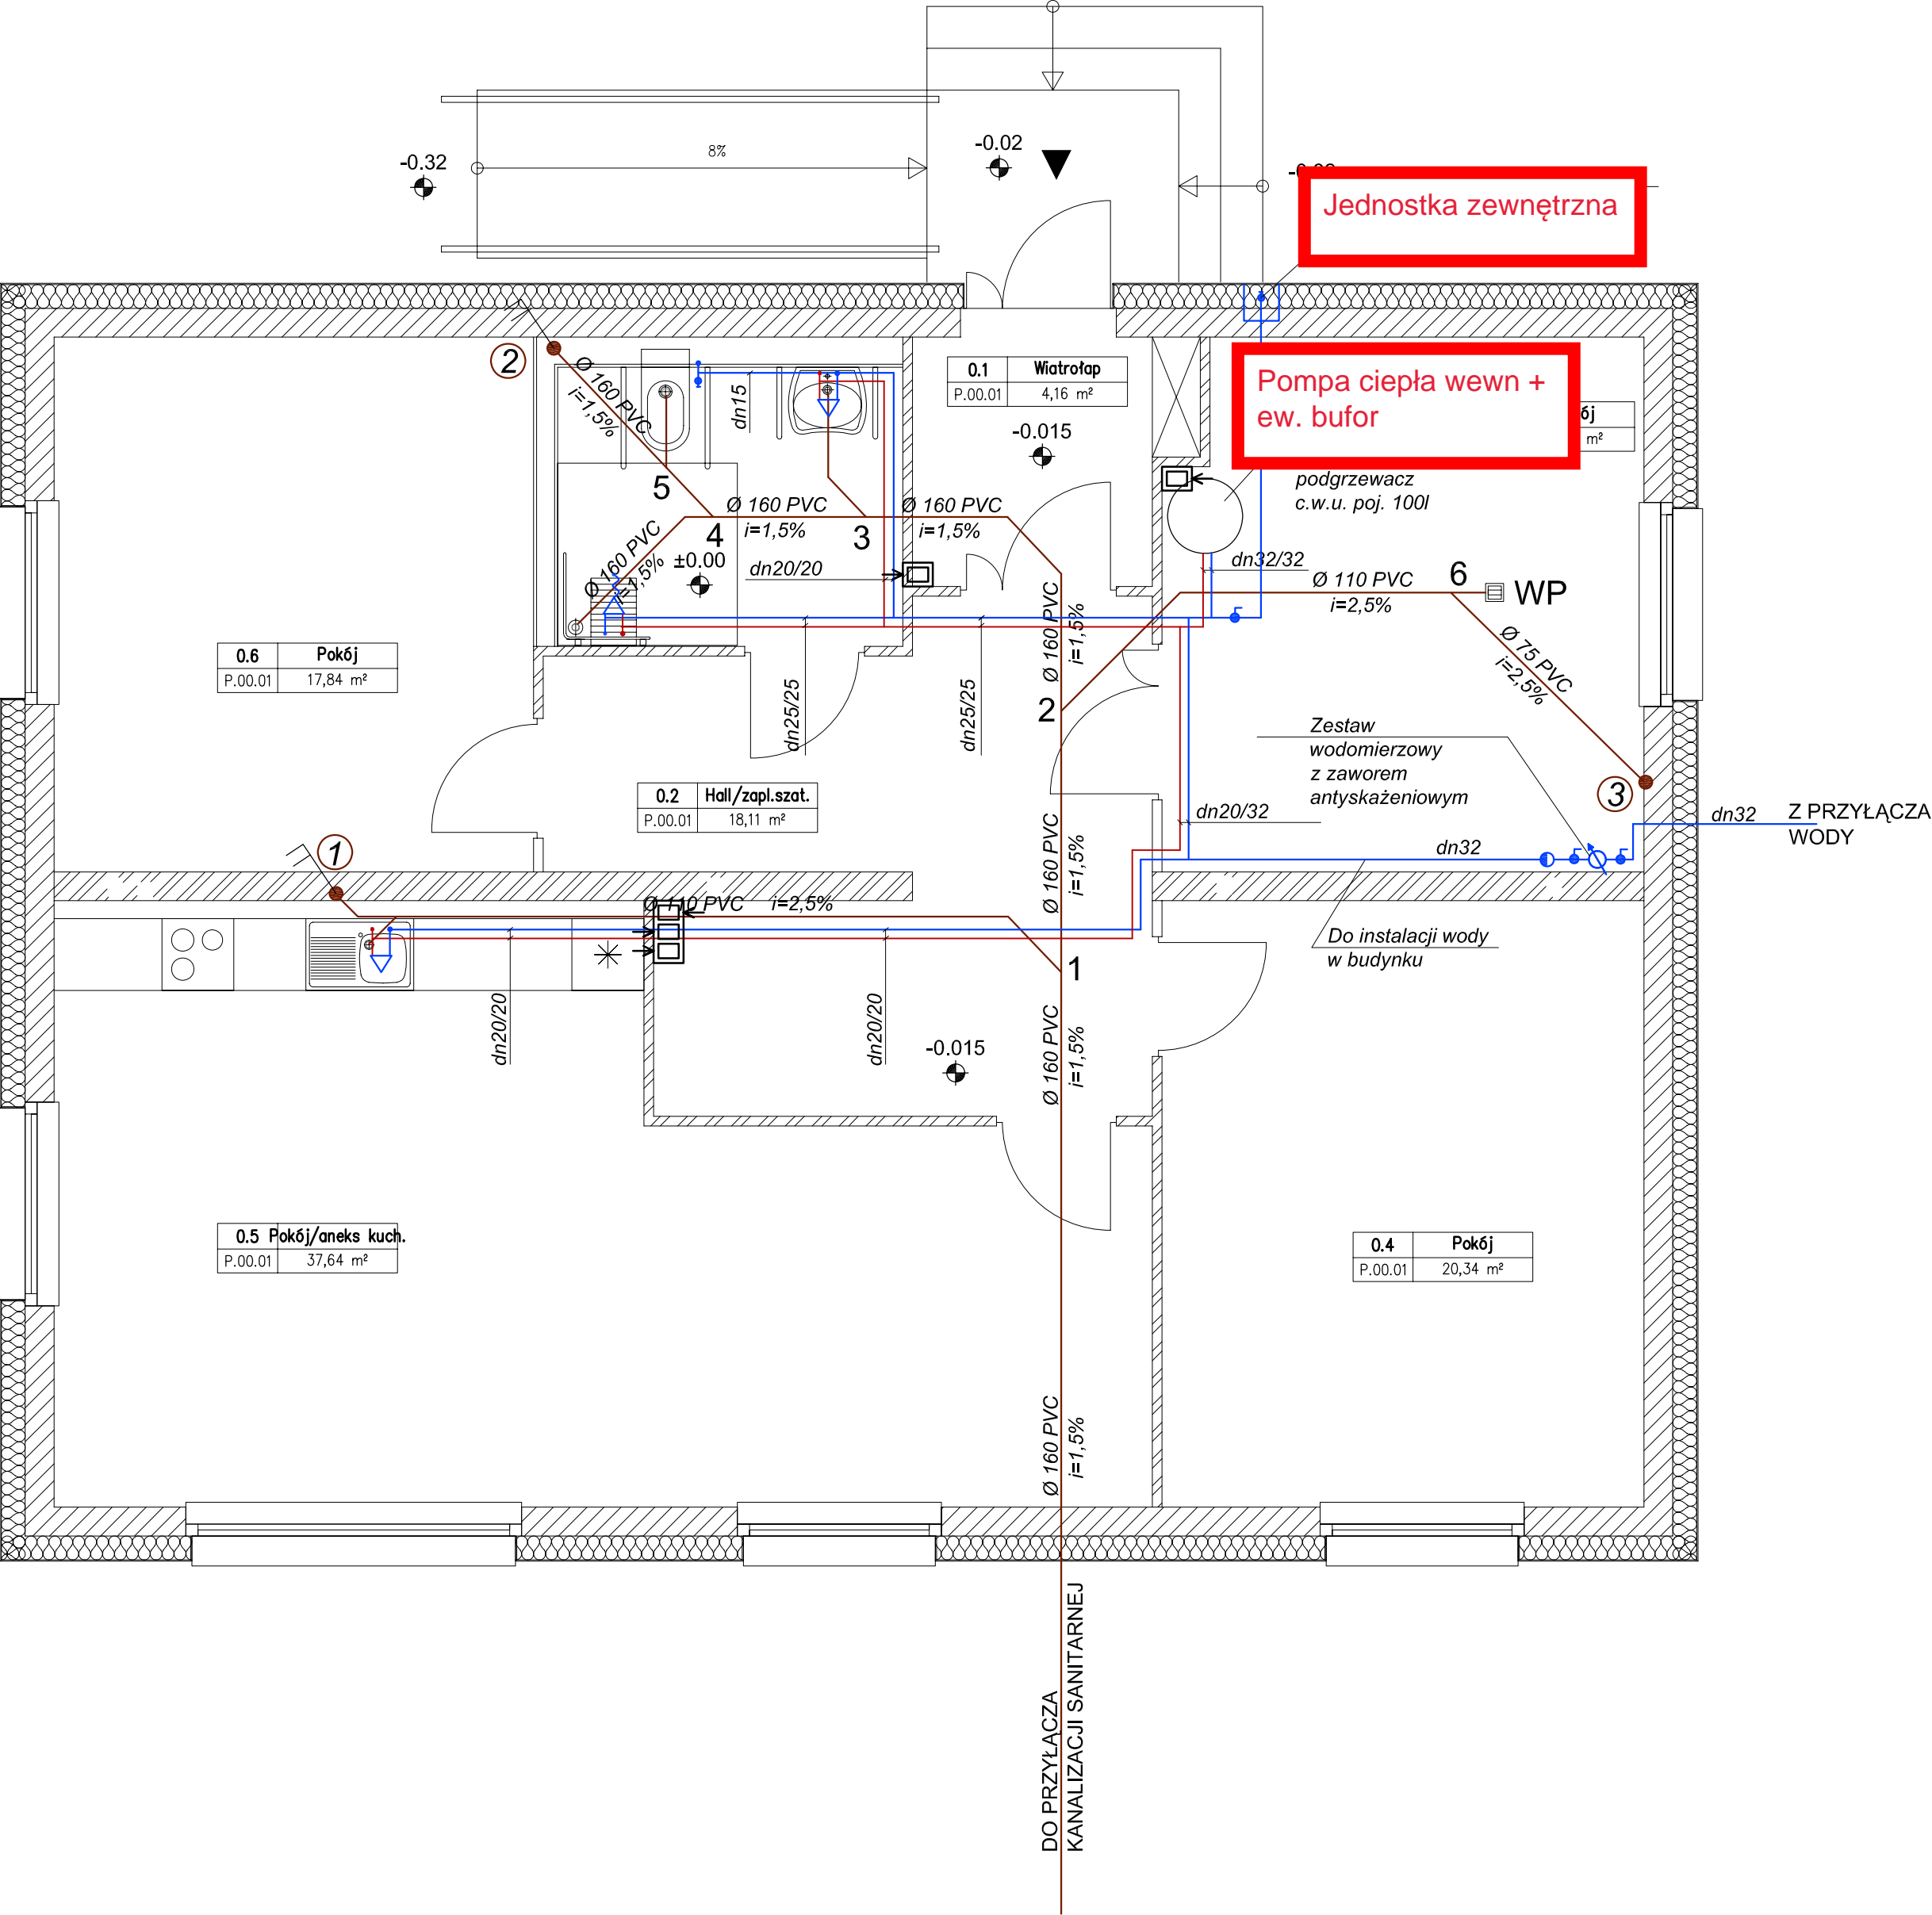 8%
-0.32
-0.02
Jednostka zewnętrzna
2
Ø 160 PVC
i=1,5%
dn15
0.1 Wiatrołap
P.00.01 4,16 m²
-0.015
Pompa ciepła wewn +
ew. bufor
m²
podgrzewacz
c.w.u. poj. 100l
5
4
3
Ø 160 PVC
i=1,5%
Ø 160 PVC
i=1,5%
Ø 160 PVC
i=1,5%
±0.00
dn20/20
dn32/32
Ø 110 PVC
i=2,5%
6
WP
Ø 160 PVC
i=1,5%
Ø 75 PVC
i=2,5%
0.6 Pokój
P.00.01 17,84 m²
dn25/25
dn25/25
2
Zestaw
wodomierzowy
z zaworem
antyskażeniowym
3
0.2 Hall/zapl.szat.
P.00.01 18,11 m²
dn20/32
dn32
dn32
Z PRZYŁĄCZA
WODY
1
Ø 160 PVC
i=1,5%
Ø 110 PVC i=2,5%
Do instalacji wody
w budynku
1
dn20/20
dn20/20
Ø 160 PVC
i=1,5%
-0.015
0.5 Pokój/aneks kuch.
P.00.01 37,64 m²
0.4 Pokój
P.00.01 20,34 m²
Ø 160 PVC
i=1,5%
DO PRZYŁĄCZA
KANALIZACJI SANITARNEJ